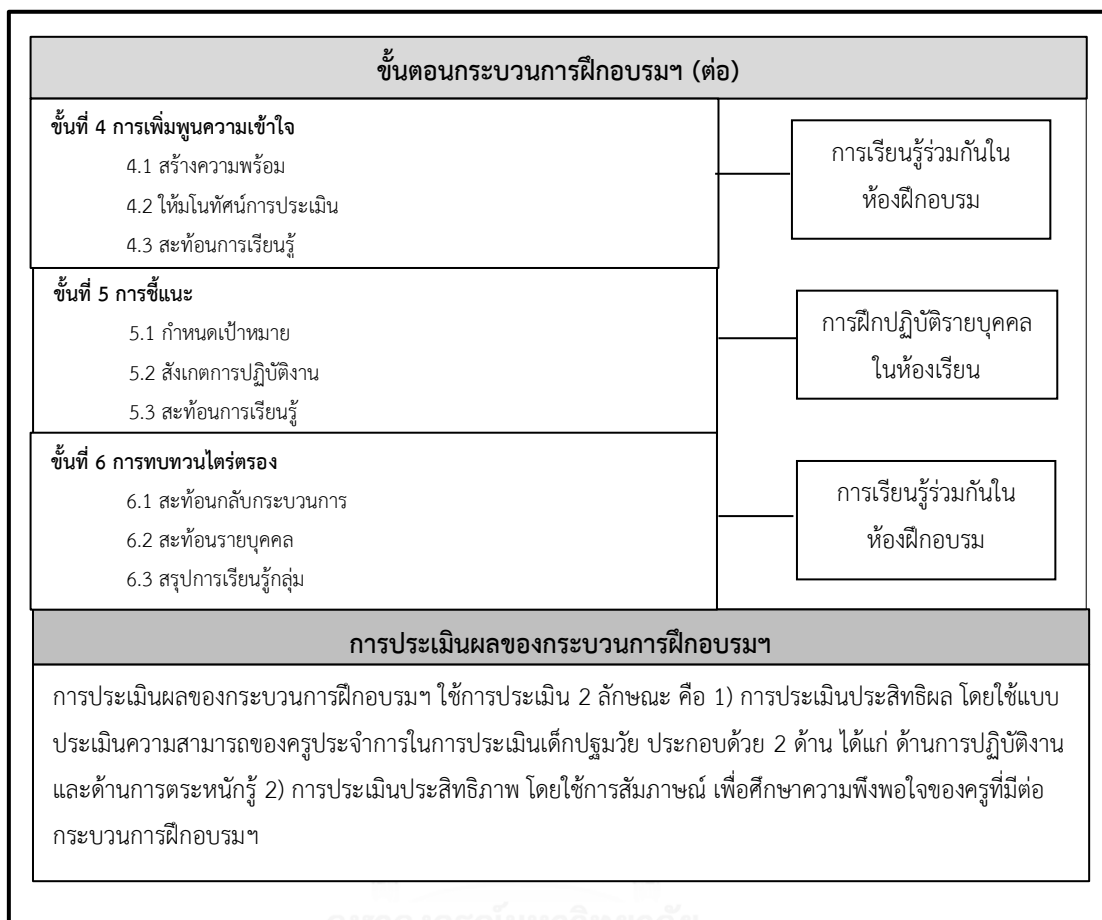 ขั้นตอนกระบวนการฝึกอบรมฯ (ต่อ)
ขั้นที่ 4 การเพิ่มพูนความเข้าใจ
4.1 สร้างความพร้อม
4.2 ให้มโนทัศน์การประเมิน
4.3 สะท้อนการเรียนรู้
การเรียนรู้ร่วมกันใน
ห้องฝึกอบรม
ขั้นที่ 5 การชี้แนะ
5.1 กำหนดเป้าหมาย
5.2 สังเกตการปฏิบัติงาน
5.3 สะท้อนการเรียนรู้
การฝึกปฏิบัติรายบุคคล
ในห้องเรียน
ขั้นที่ 6 การทบทวนไตร่ตรอง
6.1 สะท้อนกลับกระบวนการ
6.2 สะท้อนรายบุคคล
6.3 สรุปการเรียนรู้กลุ่ม
การเรียนรู้ร่วมกันใน
ห้องฝึกอบรม
การประเมินผลของกระบวนการฝึกอบรมฯ
การประเมินผลของกระบวนการฝึกอบรมฯ ใช้การประเมิน 2 ลักษณะ คือ 1) การประเมินประสิทธิผล โดยใช้แบบ
ประเมินความสามารถของครูประจำการในการประเมินเด็กปฐมวัย ประกอบด้วย 2 ด้าน ได้แก่ ด้านการปฏิบัติงาน
และด้านการตระหนักรู้ 2) การประเมินประสิทธิภาพ โดยใช้การสัมภาษณ์ เพื่อศึกษาความพึงพอใจของครูที่มีต่อ
กระบวนการฝึกอบรมฯ